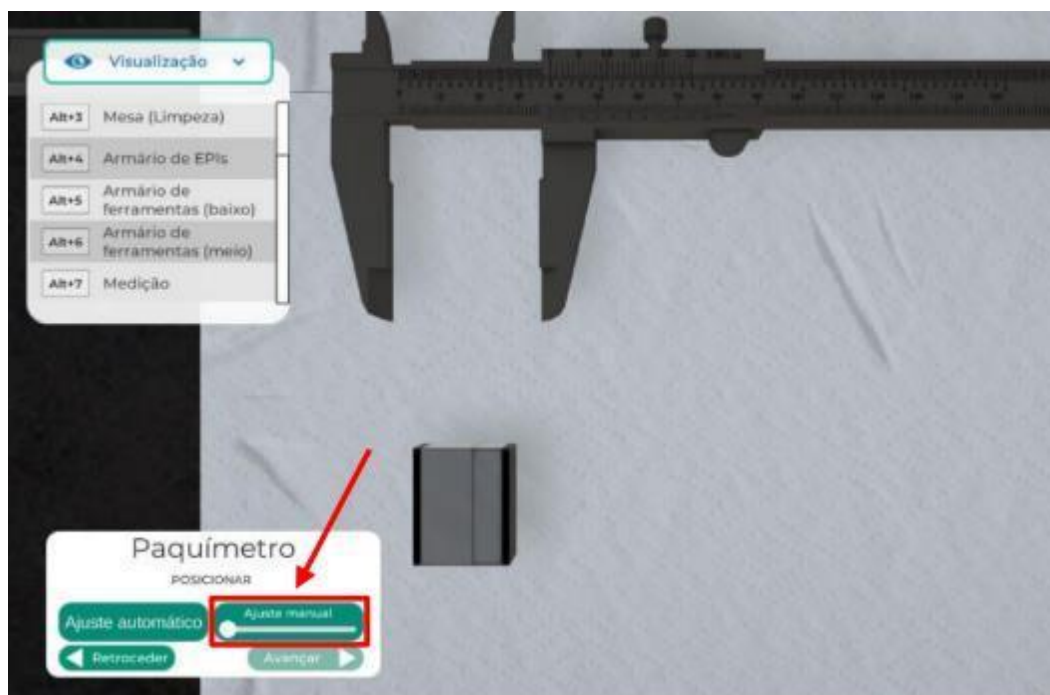 Visualização
Alt+3 Mesa (Limpeza)
Alt+4 Armário de EPIs
Alt+5 Armário de
ferramentas (baixo)
Alt+6 Armário de
ferramentas (meio)
Alt+7 Medição
Paquímetro
POSICIONAR
Ajuste automático
Ajuste manual
Retroceder
Avançar